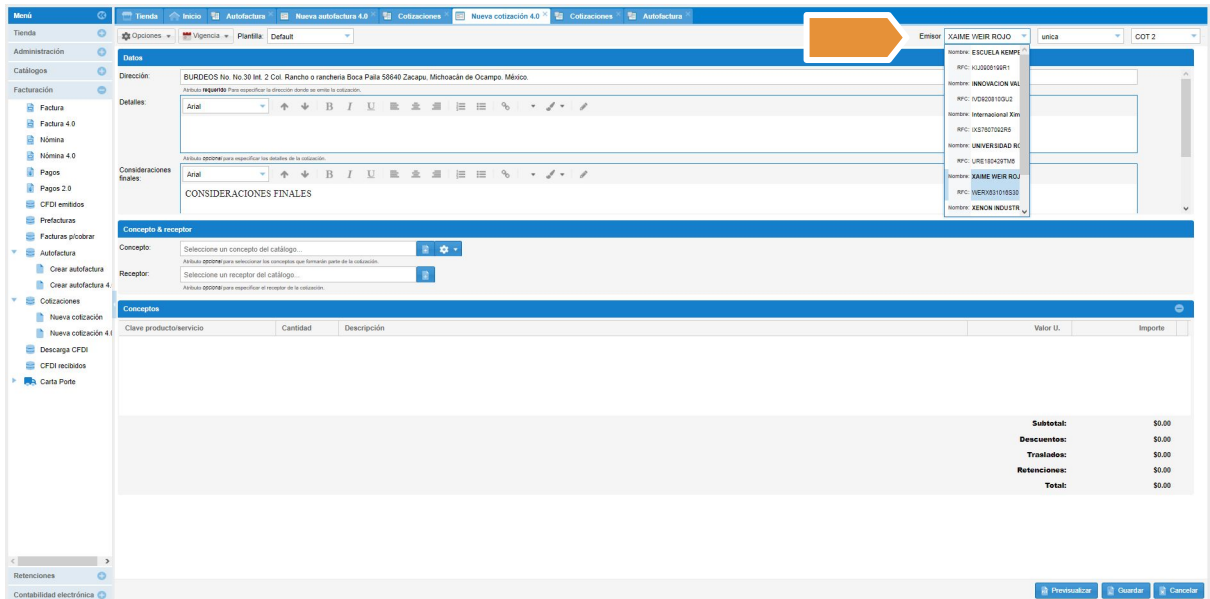 Menú
Tienda
Inicio
Autofactura
Nueva autofactura 4.0
Cotizaciones
Nueva cotización 4.0
Cotizaciones
Autofactura
Tienda
Opciones
Vigencia
Plantilla:
Default
Emisor
XAIME WEIR ROJO
unica
COT 2
Administración
Catálogos
Facturación
Factura
Factura 4.0
Nómina
Nómina 4.0
Pagos
Pagos 2.0
CFDI emitidos
Prefacturas
Facturas p/cobrar
Autofactura
Crear autofactura
Crear autofactura 4.
Cotizaciones
Nueva cotización
Nueva cotización 4.0
Descarga CFDI
CFDI recibidos
Carta Porte
Retenciones
Contabilidad electrónica
Nombre: ESCUELA KEMPE
RFC: KIJ0906199R1
Nombre: INNOVACION VAL
RFC: IVD920810GU2
Nombre: Internacional Xim
RFC: IXS7607092R5
Nombre: UNIVERSIDAD RO
RFC: URE180429TM6
Nombre: XAIME WEIR ROJ
RFC: WERX631016S30
Nombre: XENON INDUSTR
Datos
Dirección:
BURDEOS No. No.30 Int. 2 Col. Rancho o rancheria Boca Paila 58640 Zacapu, Michoacán de Ocampo. México.
Atributo requerido Para especificar la dirección donde se emite la cotización.
Detalles:
Arial
B I U
Atributo opcional para especificar los detalles de la cotización.
Consideraciones
finales:
Arial
B I U
CONSIDERACIONES FINALES
Concepto & receptor
Concepto:
Seleccione un concepto del catálogo...
Atributo opcional para seleccionar los conceptos que formarán parte de la cotización.
Receptor:
Seleccione un receptor del catálogo...
Atributo opcional para especificar el receptor de la cotización.
Conceptos
Clave producto/servicio
Cantidad
Descripción
Valor U.
Importe
Subtotal: $0.00
Descuentos: $0.00
Traslados: $0.00
Retenciones: $0.00
Total: $0.00
Previsualizar
Guardar
Cancelar